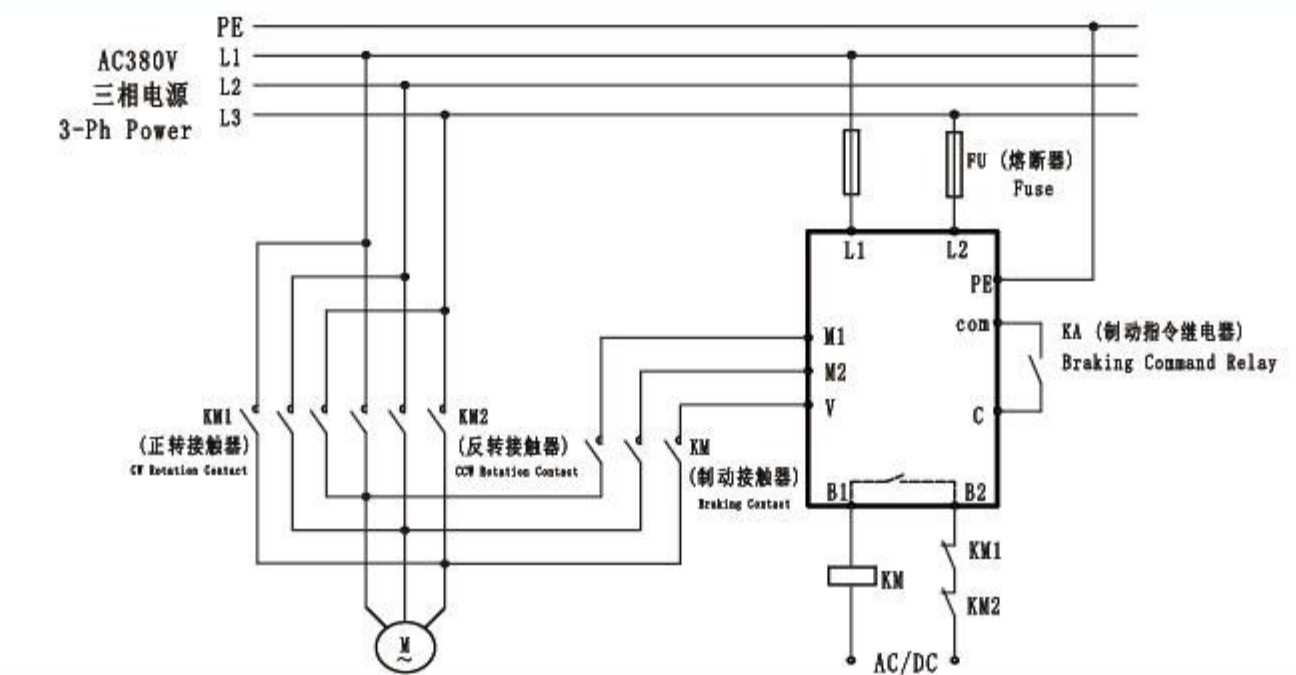 PE
AC380V
三相电源
3-Ph Power
L1
L2
L3
FU (熔断器)
Fuse
L1
L2
PE
com
C
KA (制动指令继电器)
Braking Command Relay
M1
M2
V
KM1
(正转接触器)
CW Rotation Contact
KM2
(反转接触器)
CCW Rotation Contact
KM
(制动接触器)
Braking Contact
B1
B2
KM
KM1
KM2
AC/DC
M
~